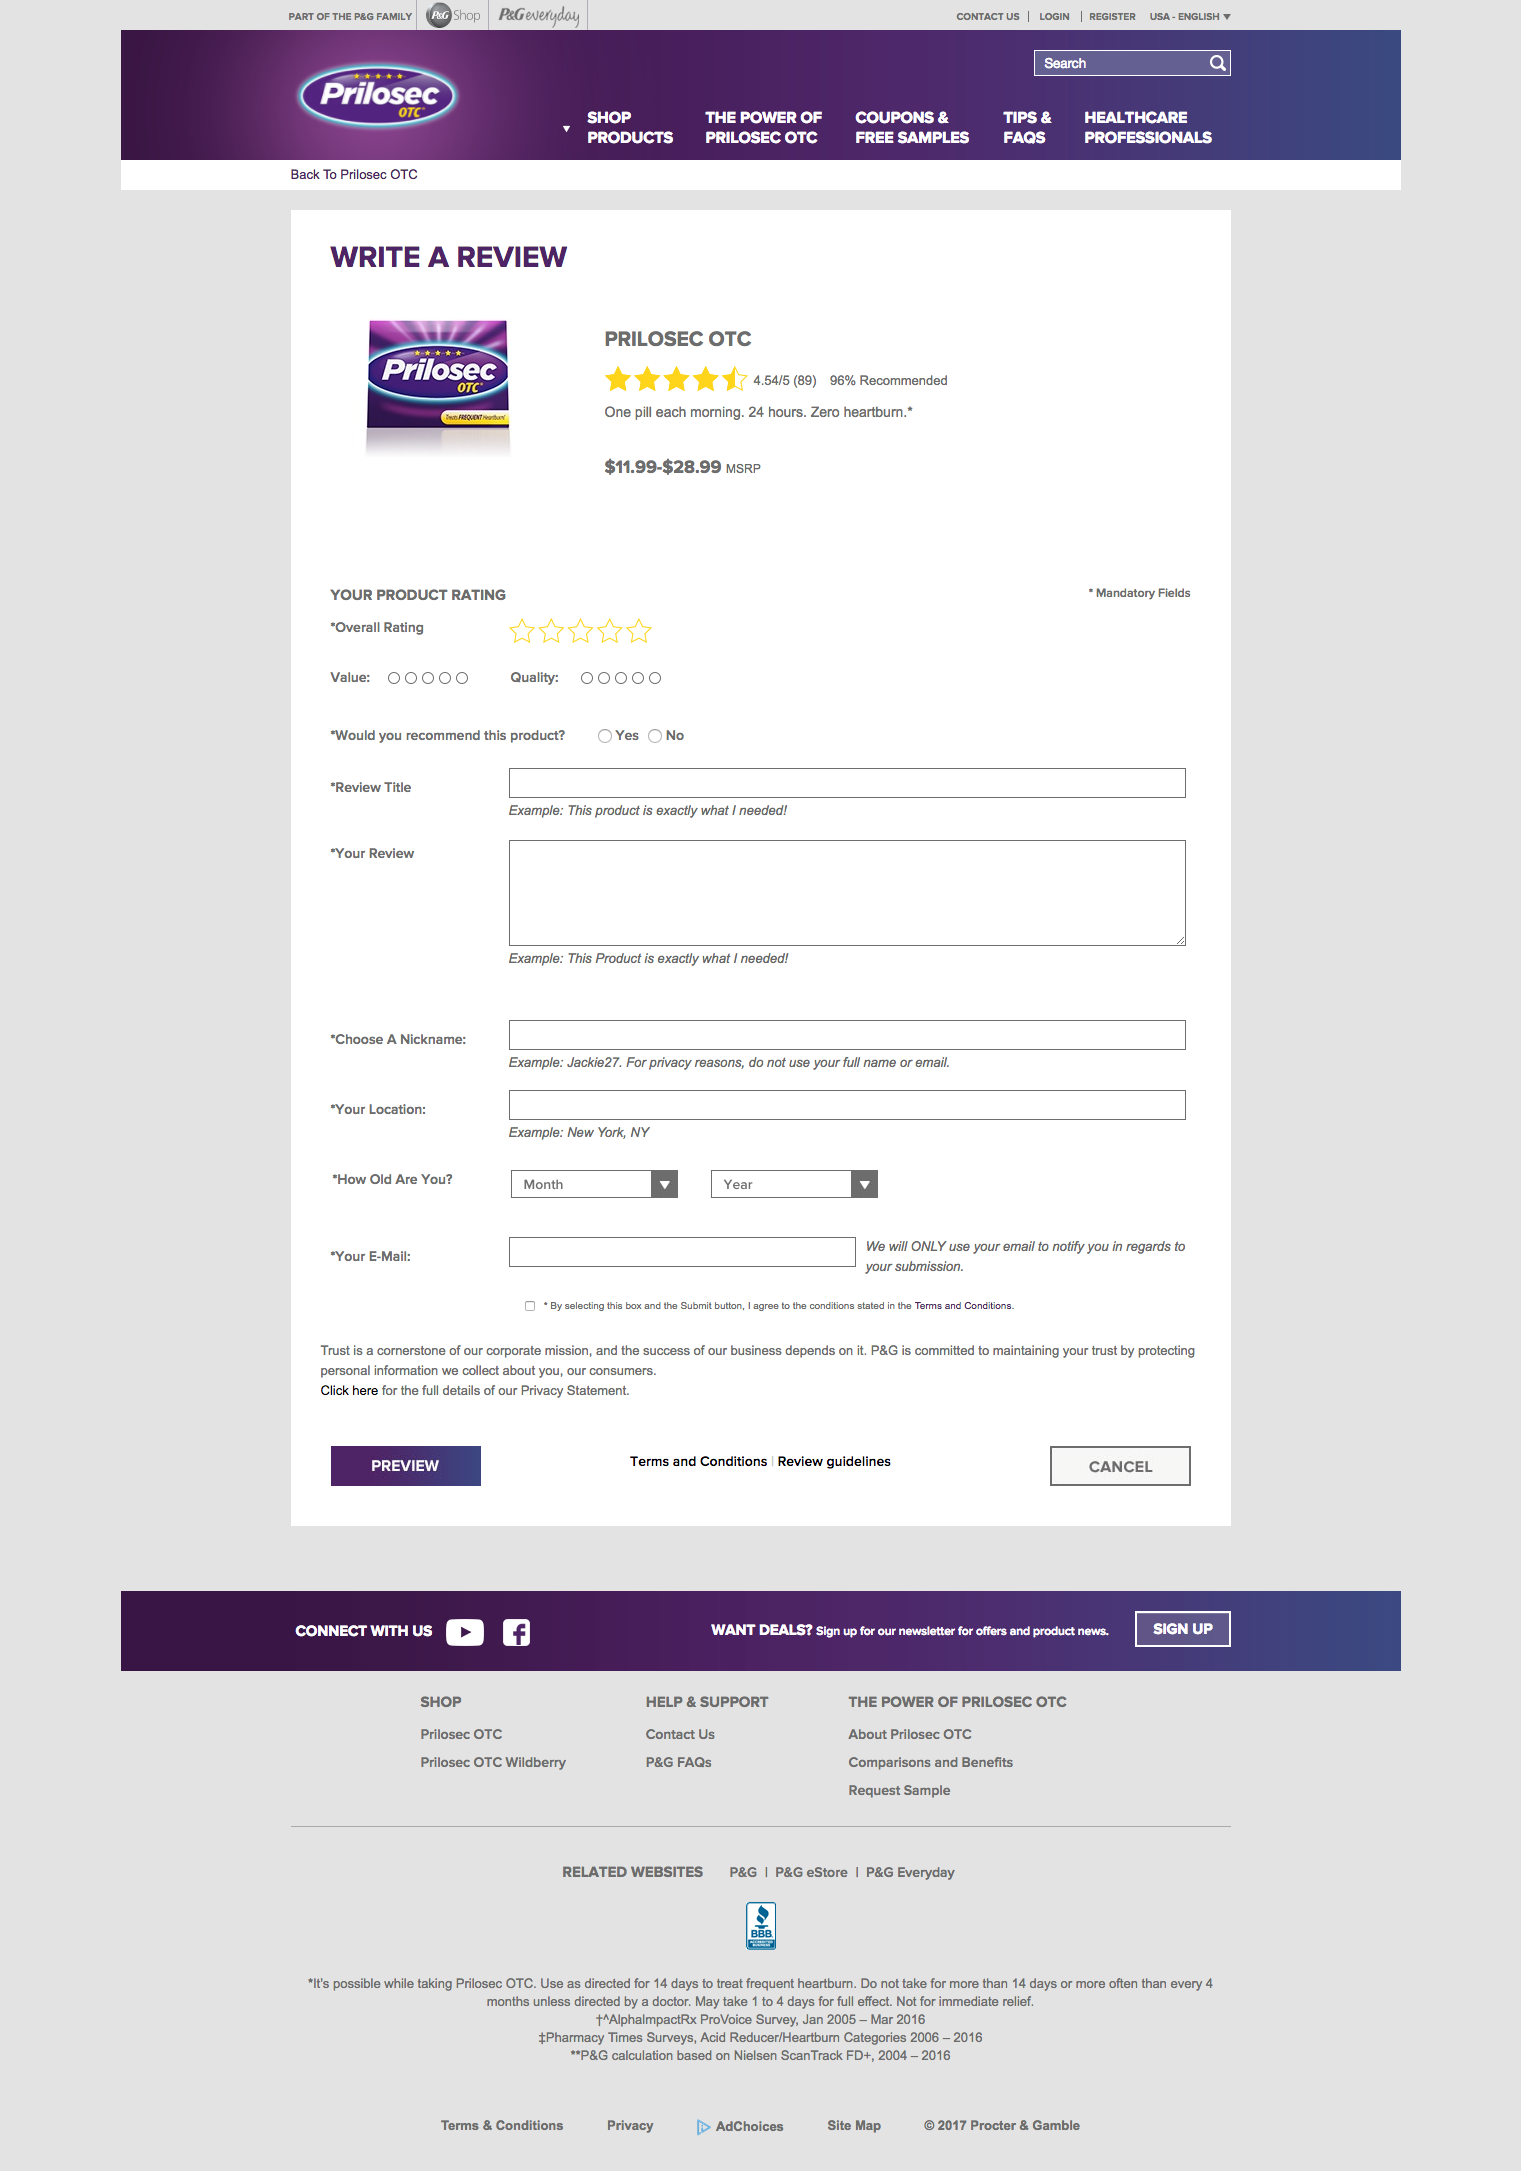 PART OF THE P&G FAMILY P&G Shop P&G everyday CONTACT US | LOGIN | REGISTER USA - ENGLISH
Search
Prilosec
OTC
SHOP
PRODUCTS
THE POWER OF
PRILOSEC OTC
COUPONS &
FREE SAMPLES
TIPS &
FAQS
HEALTHCARE
PROFESSIONALS
Back To Prilosec OTC
WRITE A REVIEW
Prilosec
OTC
Treats FREQUENT Heartburn!
PRILOSEC OTC
4.54/5 (89) 96% Recommended
One pill each morning. 24 hours. Zero heartburn.*
$11.99-$28.99 MSRP
YOUR PRODUCT RATING
* Mandatory Fields
*Overall Rating
Value: Quality:
*Would you recommend this product? Yes No
*Review Title
Example: This product is exactly what I needed!
*Your Review
Example: This Product is exactly what I needed!
*Choose A Nickname:
Example: Jackie27. For privacy reasons, do not use your full name or email.
*Your Location:
Example: New York, NY
*How Old Are You? Month Year
*Your E-Mail:
We will ONLY use your email to notify you in regards to
your submission.
* By selecting this box and the Submit button, I agree to the conditions stated in the Terms and Conditions.
Trust is a cornerstone of our corporate mission, and the success of our business depends on it. P&G is committed to maintaining your trust by protecting
personal information we collect about you, our consumers.
Click here for the full details of our Privacy Statement.
PREVIEW Terms and Conditions | Review guidelines CANCEL
CONNECT WITH US WANT DEALS? Sign up for our newsletter for offers and product news. SIGN UP
SHOP
Prilosec OTC
Prilosec OTC Wildberry
HELP & SUPPORT
Contact Us
P&G FAQs
THE POWER OF PRILOSEC OTC
About Prilosec OTC
Comparisons and Benefits
Request Sample
RELATED WEBSITES P&G | P&G eStore | P&G Everyday
BBB
ACCREDITED
BUSINESS
*It's possible while taking Prilosec OTC. Use as directed for 14 days to treat frequent heartburn. Do not take for more than 14 days or more often than every 4
months unless directed by a doctor. May take 1 to 4 days for full effect. Not for immediate relief.
†^AlphaImpactRx ProVoice Survey, Jan 2005 – Mar 2016
‡Pharmacy Times Surveys, Acid Reducer/Heartburn Categories 2006 – 2016
**P&G calculation based on Nielsen ScanTrack FD+, 2004 – 2016
Terms & Conditions Privacy AdChoices Site Map © 2017 Procter & Gamble